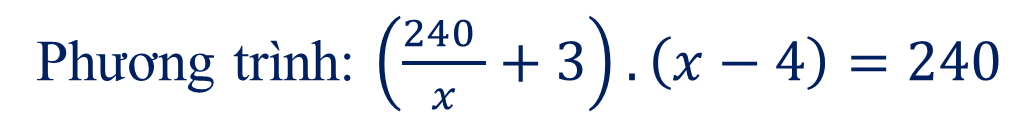 Phương trình: (240/x + 3) . (x − 4) = 240